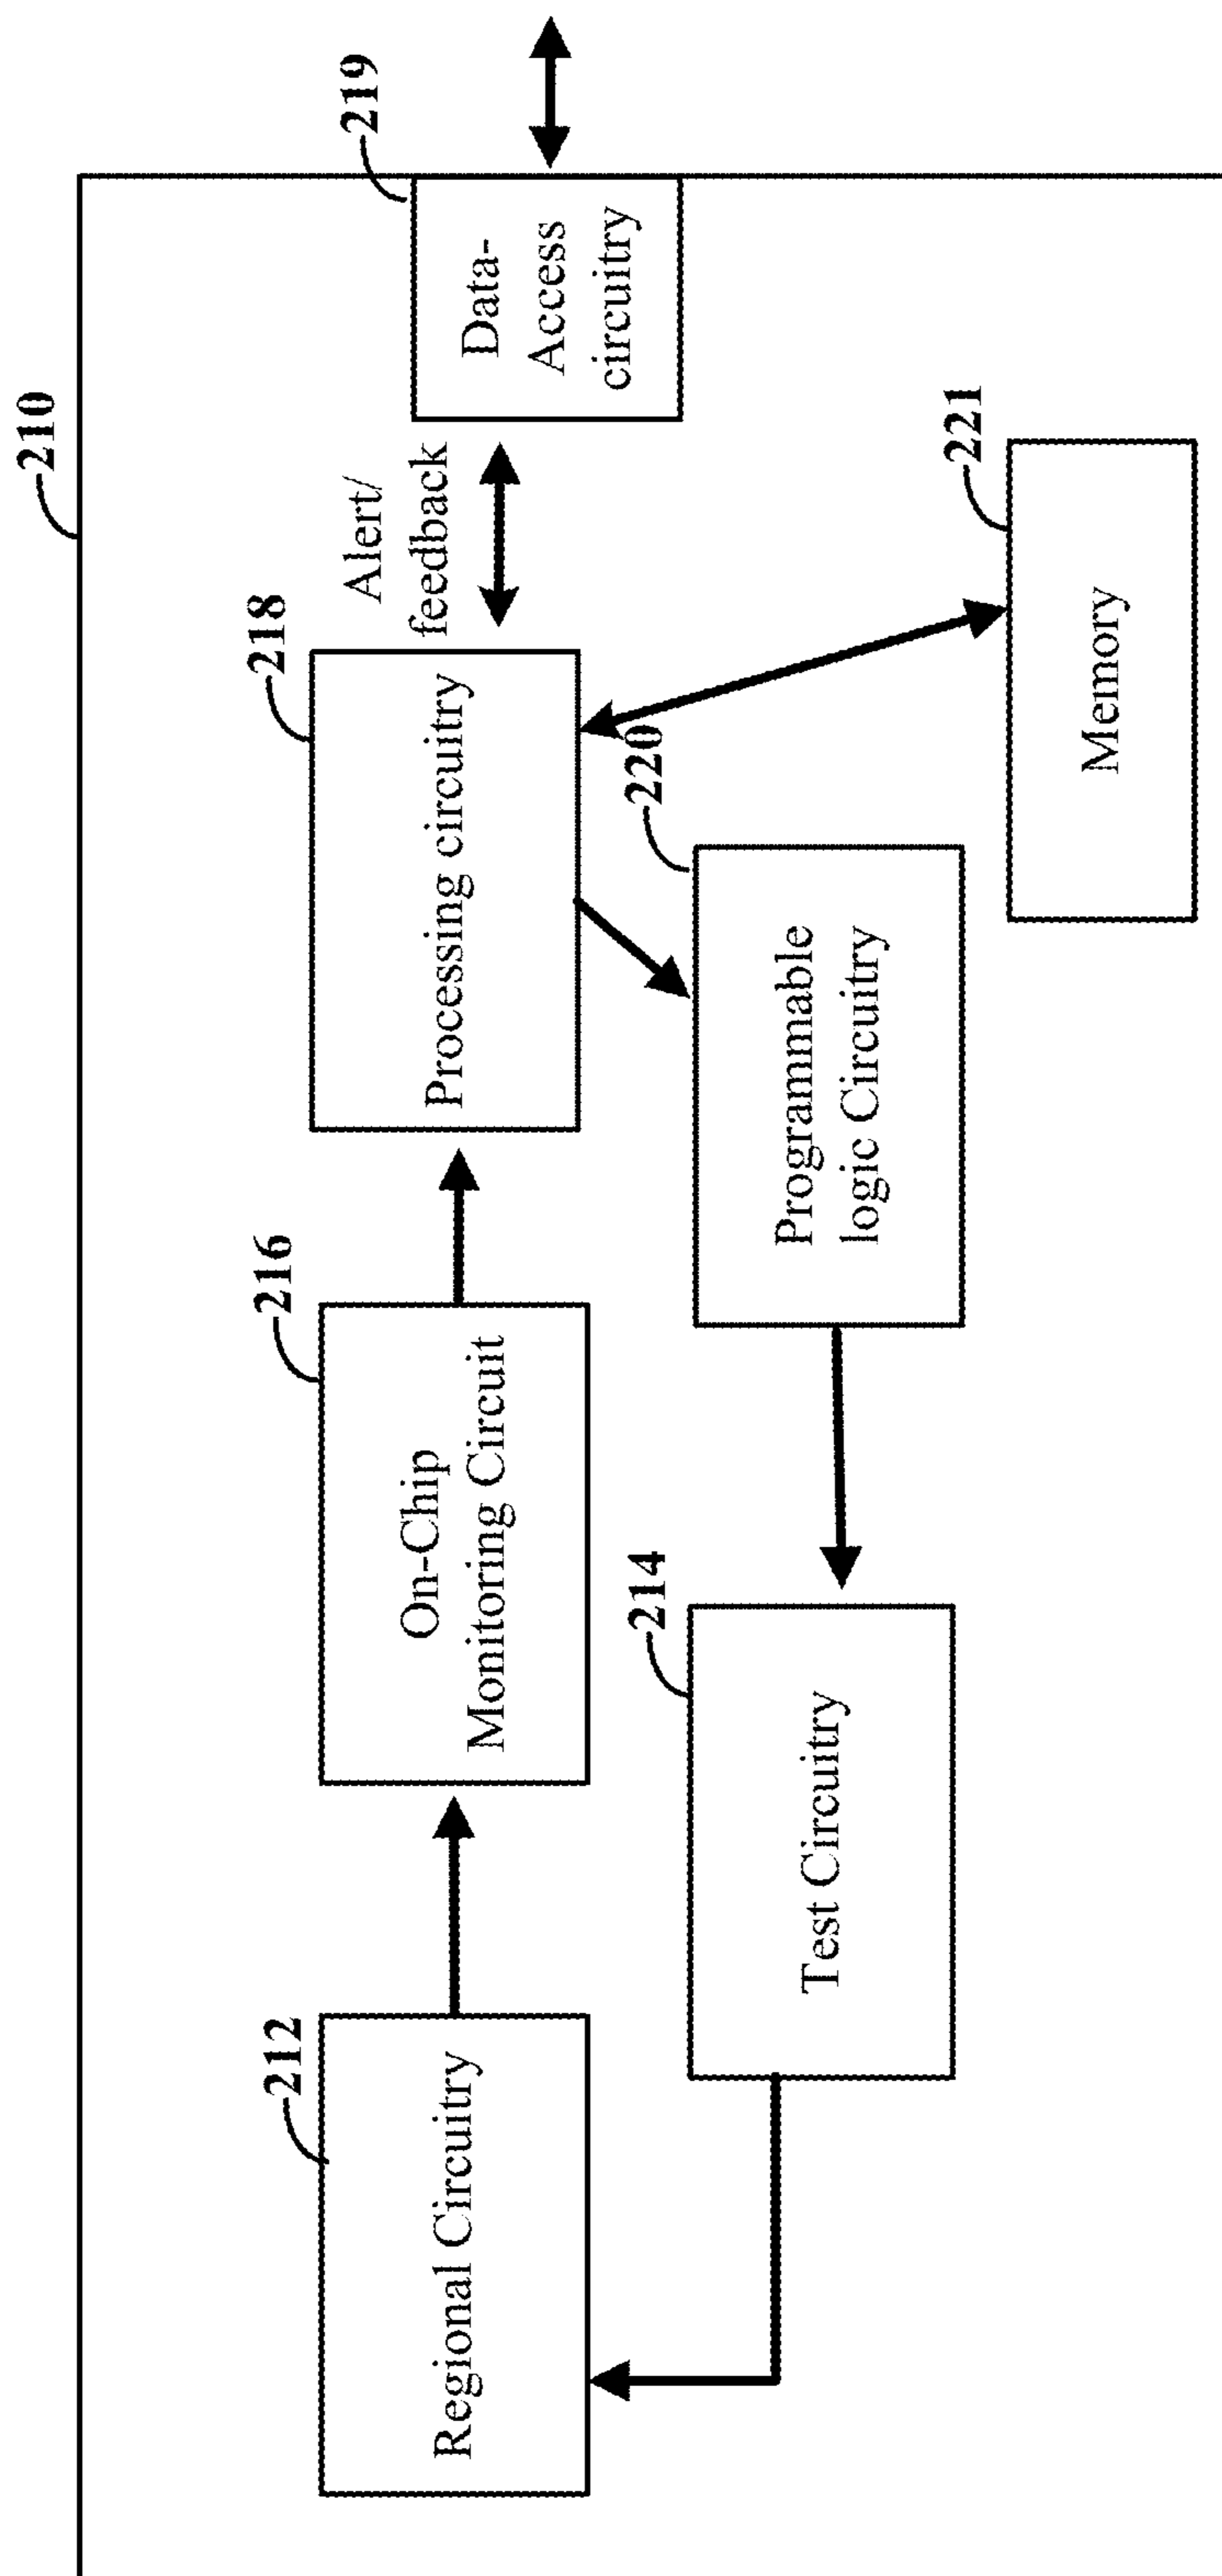 210
212
Regional Circuitry
216
On-Chip
Monitoring Circuit
218
Processing circuitry
Alert/
feedback
219
Data-
Access
circuitry
214
Test Circuitry
220
Programmable
logic Circuitry
221
Memory